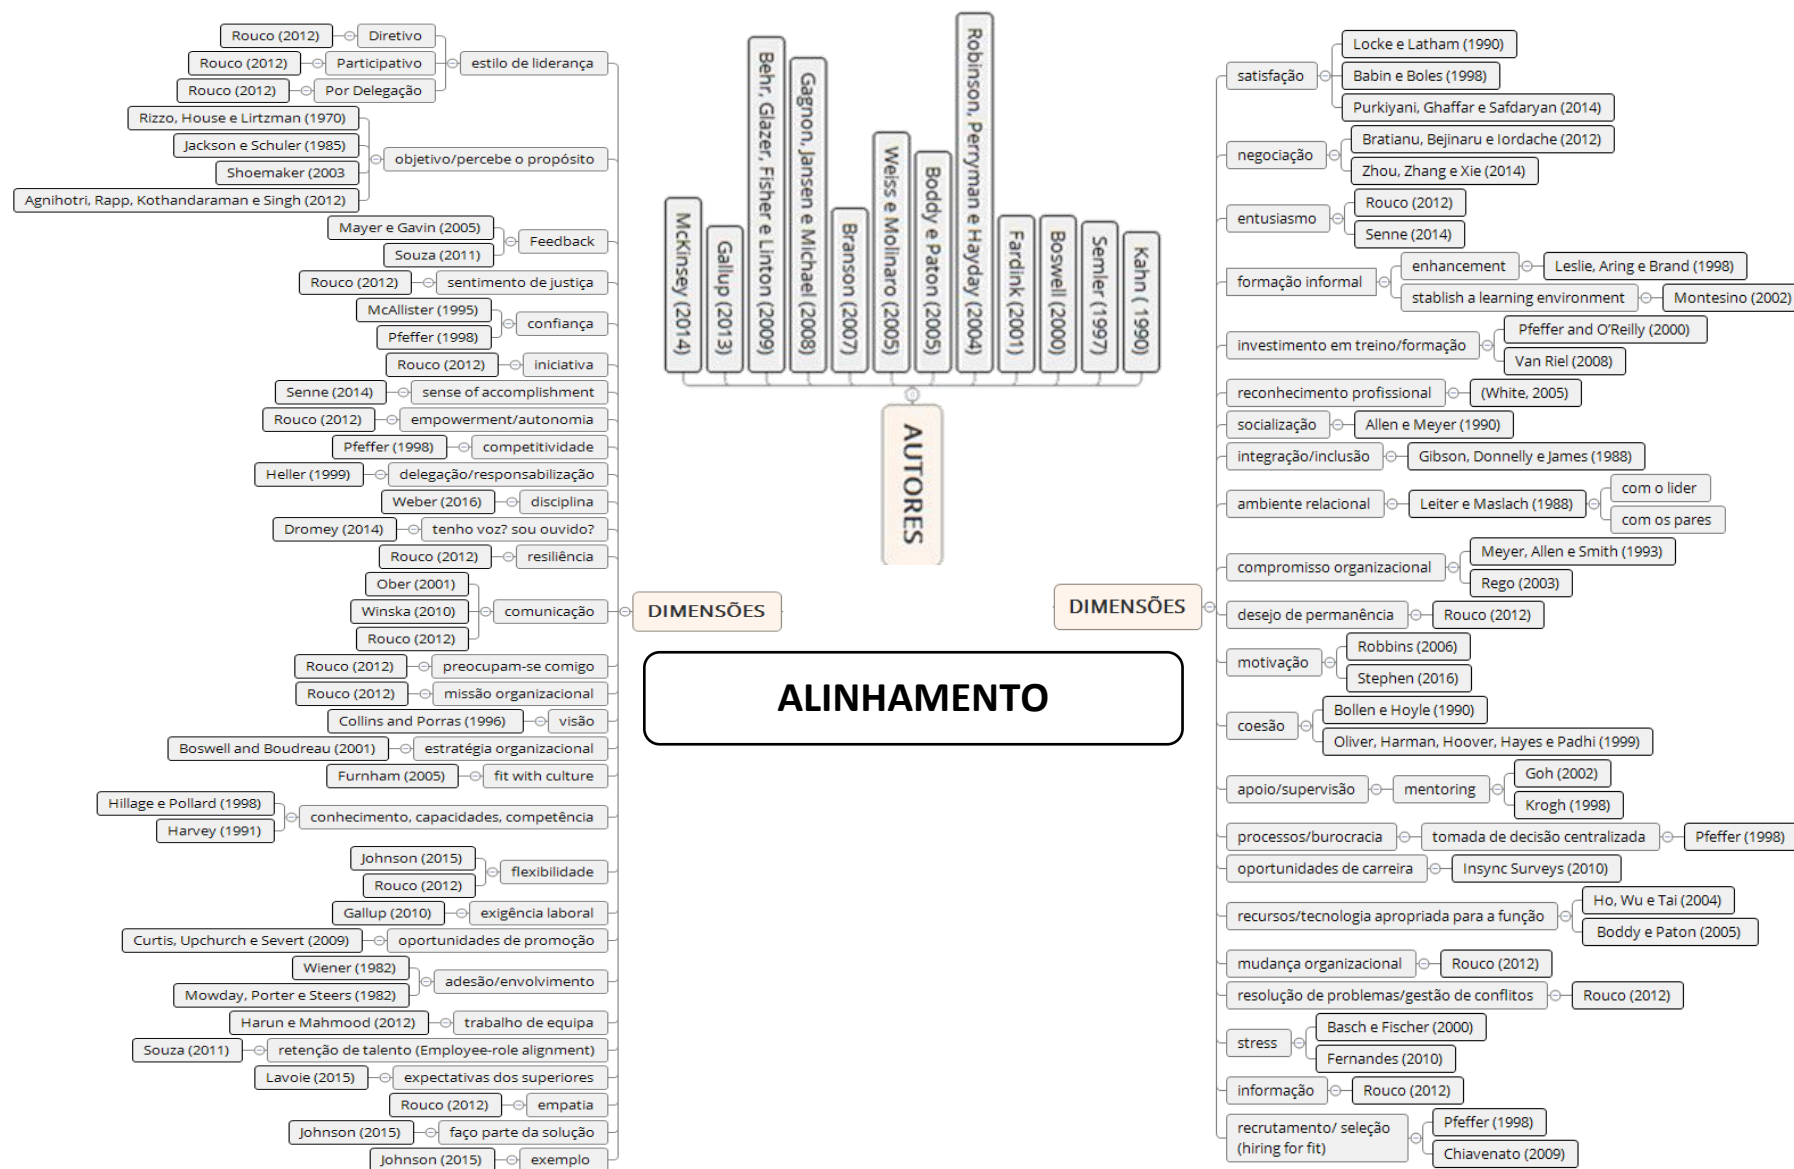 Rouco (2012)
Diretivo
Rouco (2012)
Participativo
estilo de liderança
Rouco (2012)
Por Delegação
Rizzo, House e Lirtzman (1970)
Jackson e Schuler (1985)
objetivo/percebe o propósito
Shoemaker (2003
Agnihotri, Rapp, Kothandaraman e Singh (2012)
Mayer e Gavin (2005)
Feedback
Souza (2011)
Rouco (2012)
sentimento de justiça
McAllister (1995)
confiança
Pfeffer (1998)
Rouco (2012)
iniciativa
Senne (2014)
sense of accomplishment
Rouco (2012)
empowerment/autonomia
Pfeffer (1998)
competitividade
Heller (1999)
delegação/responsabilização
Weber (2016)
disciplina
Dromey (2014)
tenho voz? sou ouvido?
Rouco (2012)
resiliência
Ober (2001)
Winska (2010)
comunicação
Rouco (2012)
DIMENSÕES
Rouco (2012)
preocupam-se comigo
Rouco (2012)
missão organizacional
Collins and Porras (1996)
visão
Boswell and Boudreau (2001)
estratégia organizacional
Furnham (2005)
fit with culture
Hillage e Pollard (1998)
conhecimento, capacidades, competência
Harvey (1991)
Johnson (2015)
flexibilidade
Rouco (2012)
Gallup (2010)
exigência laboral
Curtis, Upchurch e Severt (2009)
oportunidades de promoção
Wiener (1982)
adesão/envolvimento
Mowday, Porter e Steers (1982)
Harun e Mahmood (2012)
trabalho de equipa
Souza (2011)
retenção de talento (Employee-role alignment)
Lavoie (2015)
expectativas dos superiores
Rouco (2012)
empatia
Johnson (2015)
faço parte da solução
Johnson (2015)
exemplo
McKinsey (2014)
Gallup (2013)
Behr, Glazer, Fisher e Linton (2009)
Gagnon, Jansen e Michael (2008)
Branson (2007)
Weiss e Molinaro (2005)
Boddy e Paton (2005)
Robinson, Perryman e Hayday (2004)
Fardink (2001)
Boswell (2000)
Semler (1997)
Kahn ( 1990)
AUTORES
ALINHAMENTO
DIMENSÕES
satisfação
Locke e Latham (1990)
Babin e Boles (1998)
Purkiyani, Ghaffar e Safdaryan (2014)
negociação
Bratianu, Bejinaru e Iordache (2012)
Zhou, Zhang e Xie (2014)
entusiasmo
Rouco (2012)
Senne (2014)
formação informal
enhancement
Leslie, Aring e Brand (1998)
stablish a learning environment
Montesino (2002)
investimento em treino/formação
Pfeffer and O’Reilly (2000)
Van Riel (2008)
reconhecimento profissional
(White, 2005)
socialização
Allen e Meyer (1990)
integração/inclusão
Gibson, Donnelly e James (1988)
ambiente relacional
Leiter e Maslach (1988)
com o lider
com os pares
compromisso organizacional
Meyer, Allen e Smith (1993)
Rego (2003)
desejo de permanência
Rouco (2012)
motivação
Robbins (2006)
Stephen (2016)
coesão
Bollen e Hoyle (1990)
Oliver, Harman, Hoover, Hayes e Padhi (1999)
apoio/supervisão
mentoring
Goh (2002)
Krogh (1998)
processos/burocracia
tomada de decisão centralizada
Pfeffer (1998)
oportunidades de carreira
Insync Surveys (2010)
recursos/tecnologia apropriada para a função
Ho, Wu e Tai (2004)
Boddy e Paton (2005)
mudança organizacional
Rouco (2012)
resolução de problemas/gestão de conflitos
Rouco (2012)
stress
Basch e Fischer (2000)
Fernandes (2010)
informação
Rouco (2012)
recrutamento/ seleção
(hiring for fit)
Pfeffer (1998)
Chiavenato (2009)